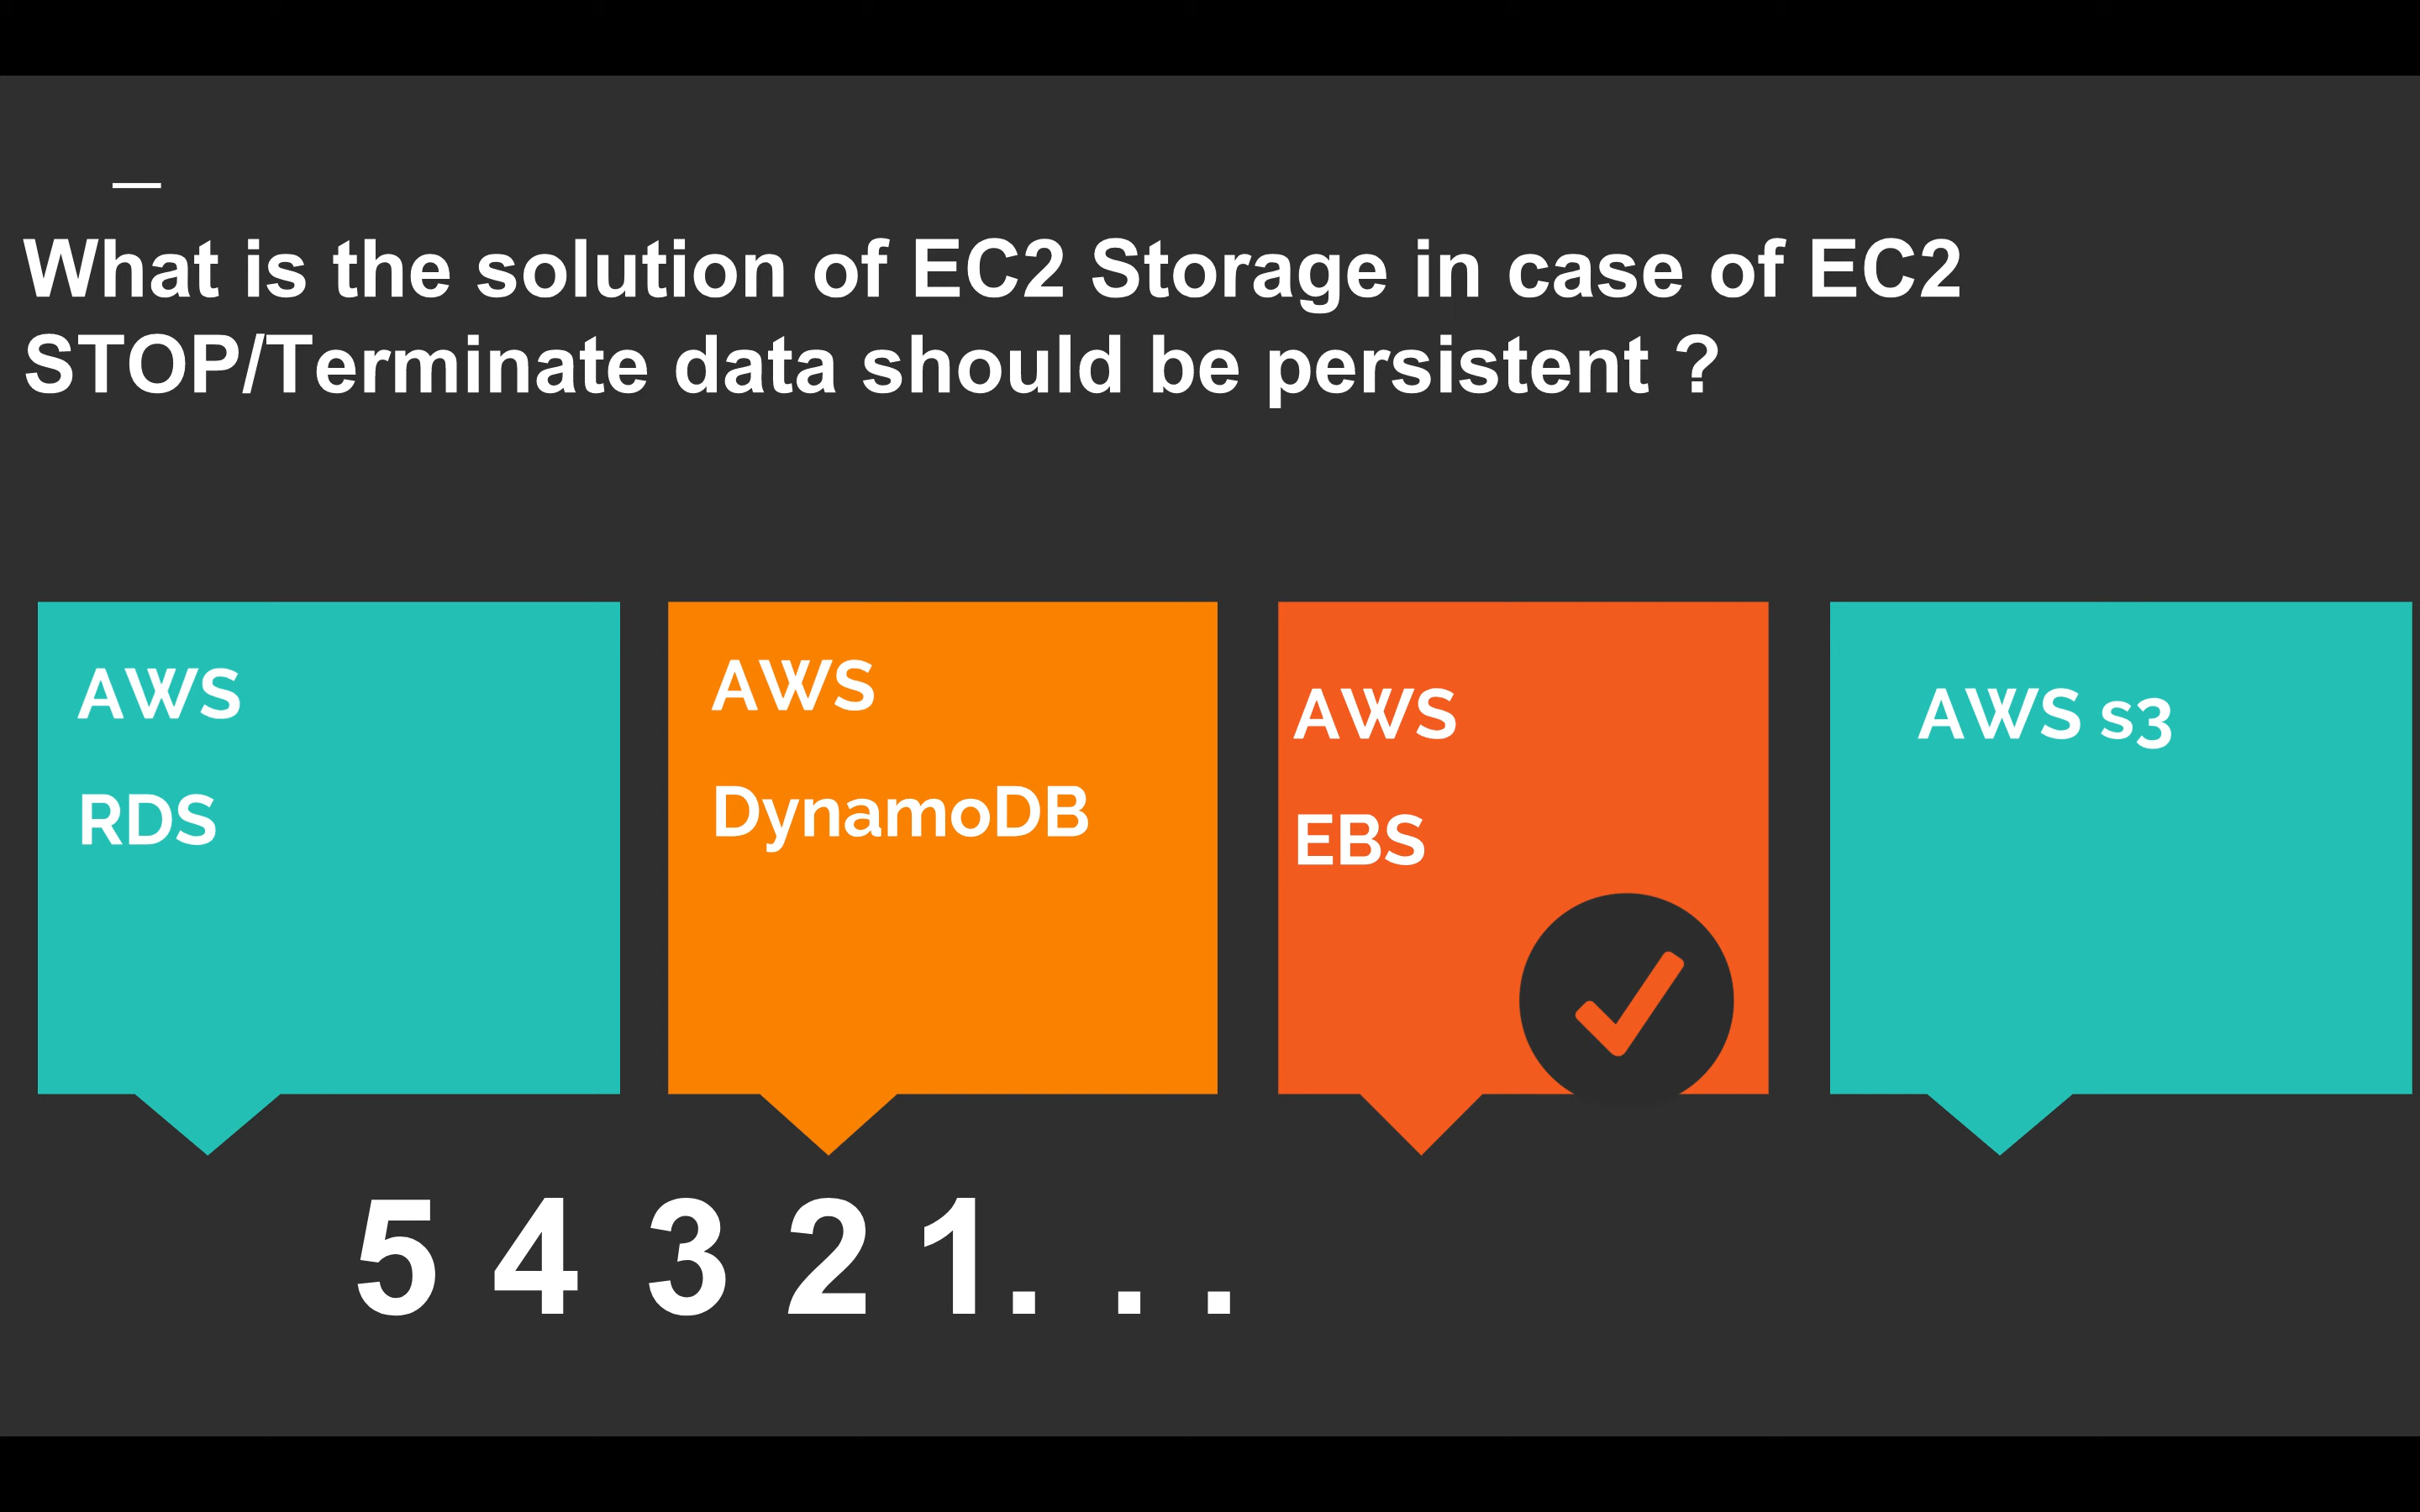 What is the solution of EC2 Storage in case of EC2
STOP/Terminate data should be persistent ?
AWS
RDS
AWS
DynamoDB
AWS
EBS
AWS s3
5 4 3 2 1. . .